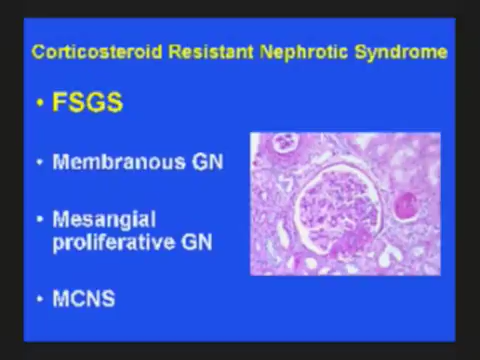 Corticosteroid Resistant Nephrotic Syndrome
• FSGS
• Membranous GN
• Mesangial
proliferative GN
• MCNS